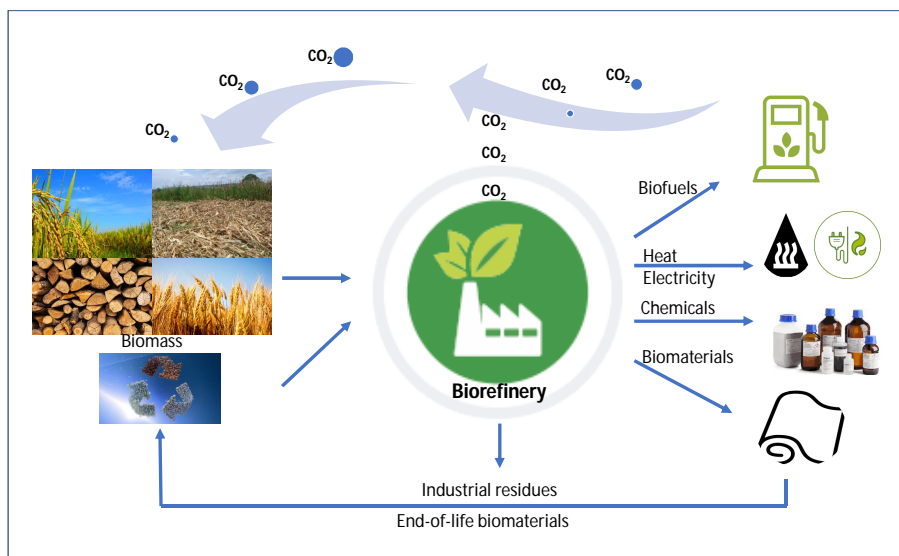 CO2
CO2
CO2
CO2
CO2
CO2
CO2
CO2
Biofuels
Heat
Electricity
Chemicals
Biomass
Biomaterials
Biorefinery
Industrial residues
End-of-life biomaterials